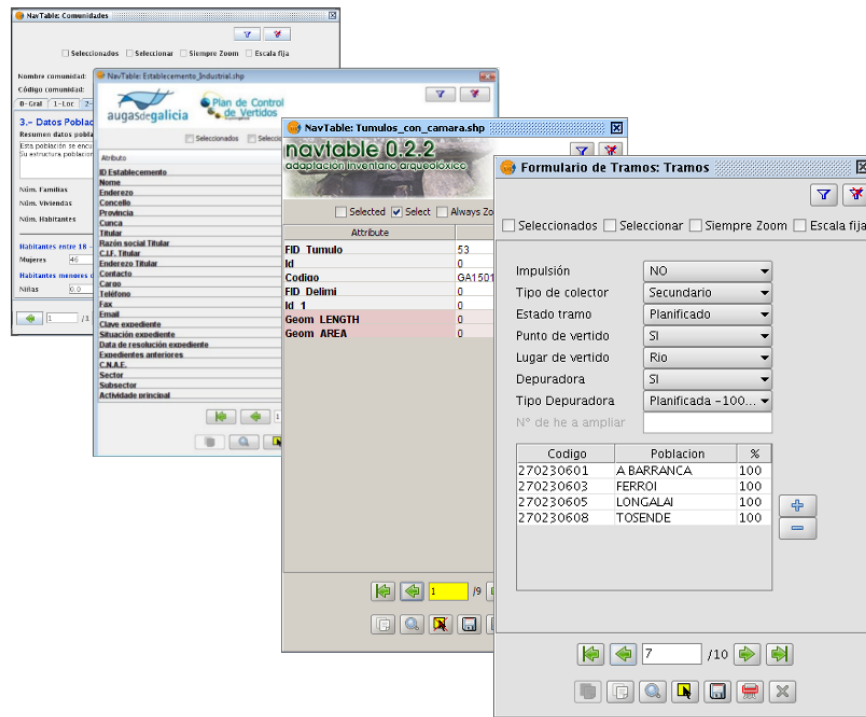 NavTable: Comunidades
Seleccionados Seleccionar Siempre Zoom Escala fija
Nombre comunidad:
Código comunidad:
0-Gral 1-Loc 2-
3.- Datos Poblac
Resumen datos pobla
Esta población se encu
Su estructura poblacion
Núm. Familias
Núm. Viviendas
Núm. Habitantes
Habitantes entre 18 -
Mujeres 46
Habitantes menores d
Niñas 0.0
1 /1
NavTable: Establecemento_Industrial.shp
augasdegalicia
Plan de Control
de Vertidos
Seleccionados Selecci
Atributo
ID Establecemento
Nome
Enderezo
Concello
Provincia
Cunca
Titular
Razón social Titular
C.I.F. Titular
Enderezo Titular
Contacto
Cargo
Teléfono
Fax
Email
Clave expediente
Situación expediente
Data de resolución expediente
Expedientes anteriores
C.N.A.E.
Sector
Subsector
Actividade principal
1
NavTable: Tumulos_con_camara.shp
navtable 0.2.2
adaptación inventario arqueolóxico
Selected Select Always Zo
Attribute
FID_Tumulo 53
Id 0
Codigo GA1501
FID_Delimi 0
Id_1 0
Geom_LENGTH 0
Geom_AREA 0
1 /9
Formulario de Tramos: Tramos
Seleccionados Seleccionar Siempre Zoom Escala fija
Impulsión NO
Tipo de colector Secundario
Estado tramo Planificado
Punto de vertido SI
Lugar de vertido Rio
Depuradora SI
Tipo Depuradora Planificada -100...
Nº de he a ampliar
Codigo Poblacion %
270230601 A BARRANCA 100
270230603 FERROI 100
270230605 LONGALAI 100
270230608 TOSENDE 100
7 /10